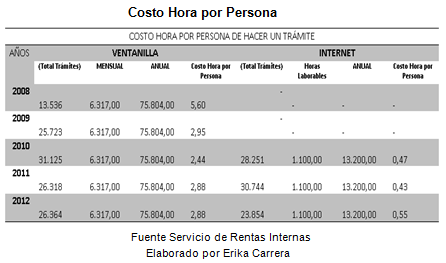 Costo Hora por Persona
COSTO HORA POR PERSONA DE HACER UN TRÁMITE
AÑOS VENTANILLA INTERNET
(Total Trámites) MENSUAL ANUAL Costo Hora por Persona (Total Trámites) Horas Laborables ANUAL Costo Hora por Persona
2008 -
13.536 6.317,00 75.804,00 5,60 - - -
2009 -
25.723 6.317,00 75.804,00 2,95 - - -
2010
31.125 6.317,00 75.804,00 2,44 28.251 1.100,00 13.200,00 0,47
2011
26.318 6.317,00 75.804,00 2,88 30.744 1.100,00 13.200,00 0,43
2012
26.364 6.317,00 75.804,00 2,88 23.854 1.100,00 13.200,00 0,55
Fuente Servicio de Rentas Internas
Elaborado por Erika Carrera